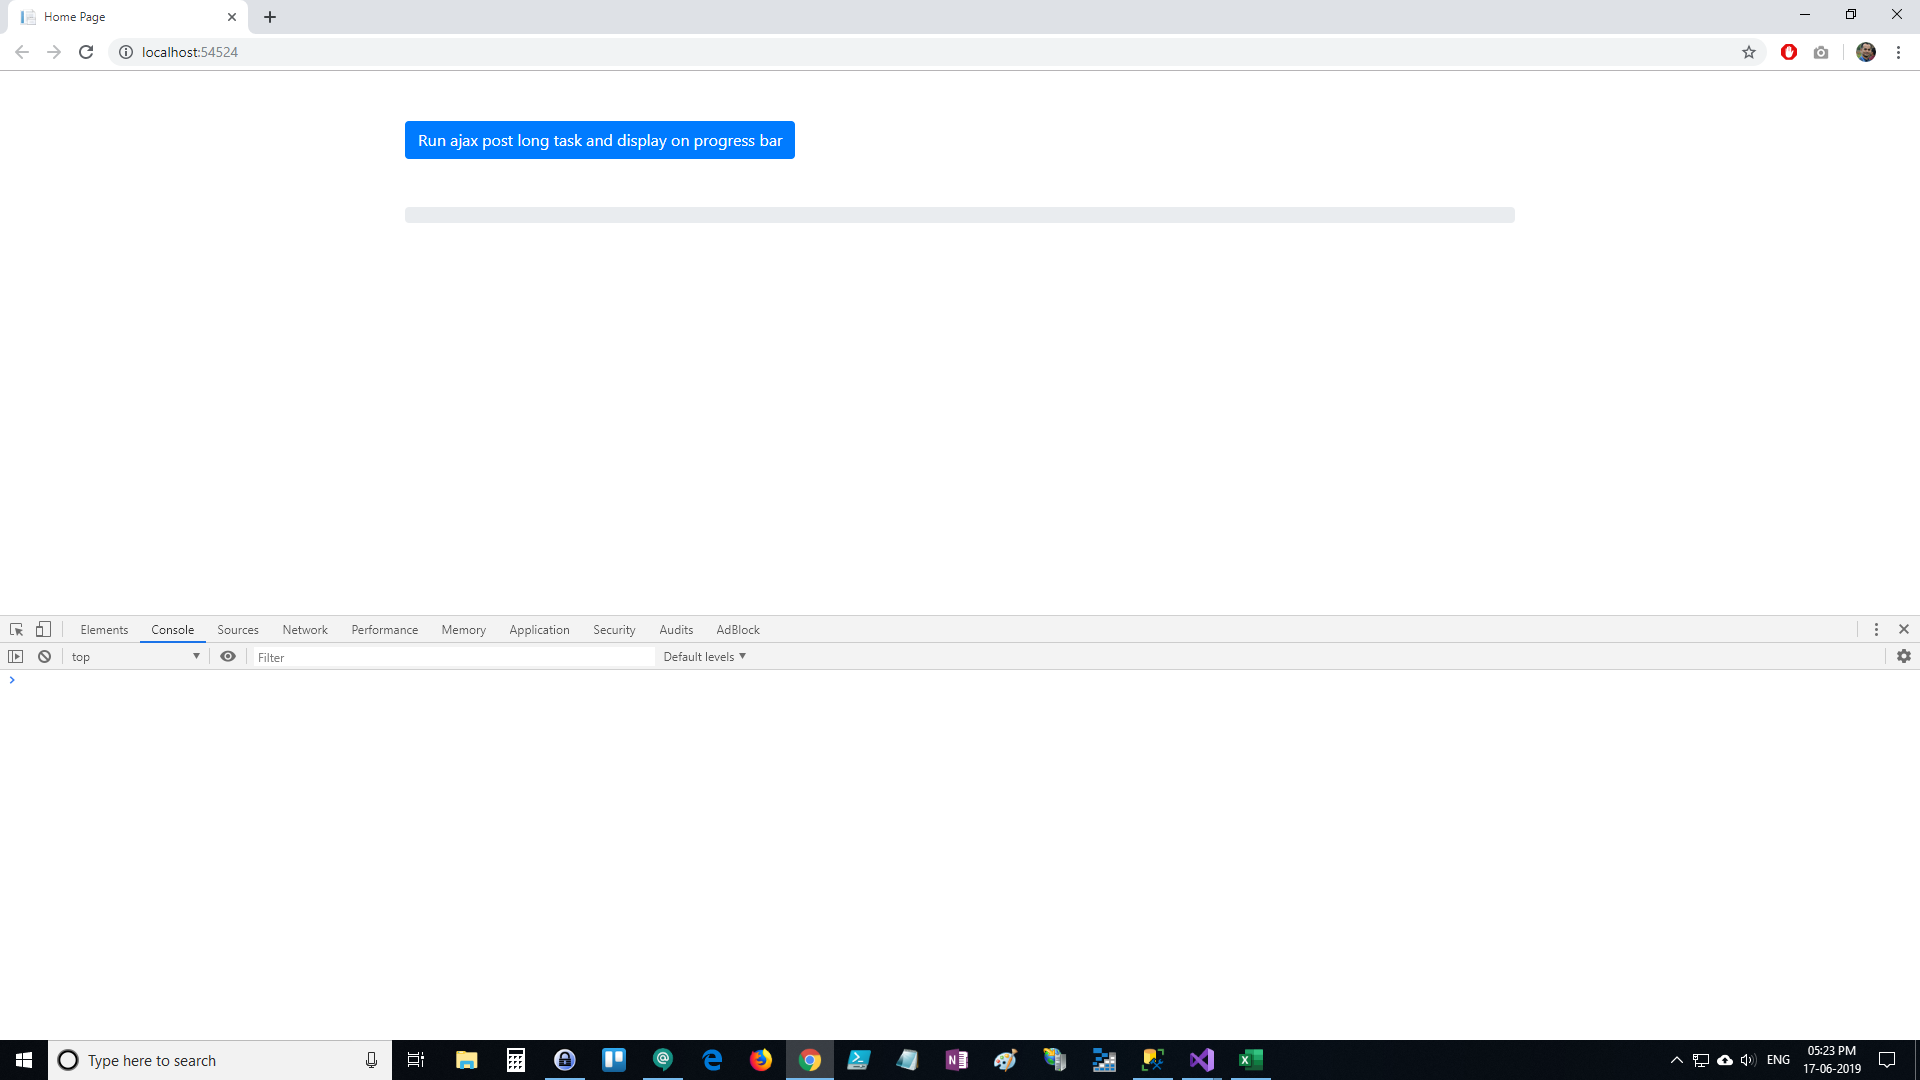 Home Page
localhost:54524
Run ajax post long task and display on progress bar
Elements Console Sources Network Performance Memory Application Security Audits AdBlock
top Filter Default levels
Type here to search
ENG
05:23 PM
17-06-2019